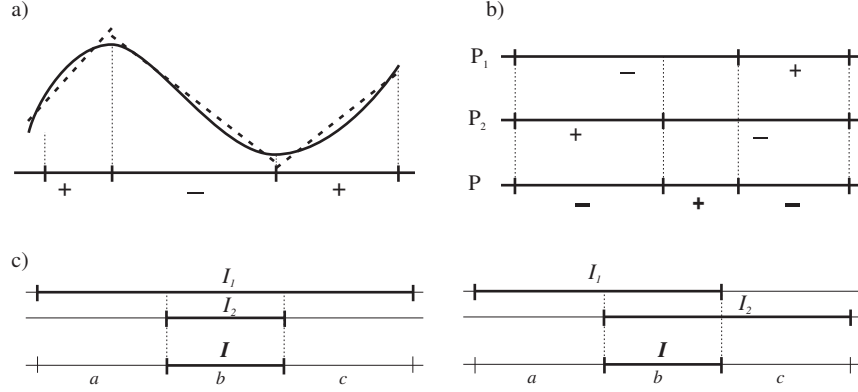 a)
+ − +
b)
P1 − +
P2 + −
P − + −
c)
I1
I2
I
a b c
I1
I2
I
a b c